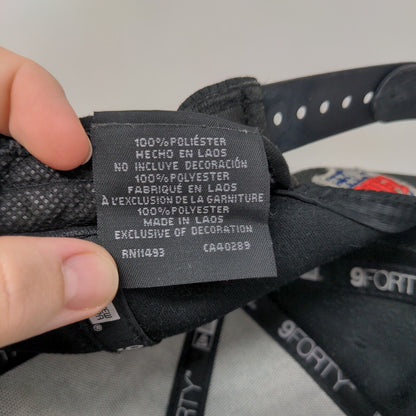 100% POLIÉSTER
HECHO EN LAOS
NO INCLUYE DECORACIÓN
100% POLYESTER
FABRIQUÉ EN LAOS
À L'EXCLUSION DE LA GARNITURE
100% POLYESTER
MADE IN LAOS
EXCLUSIVE OF DECORATION
RN11493 CA40289
9FORTY
9FORTY